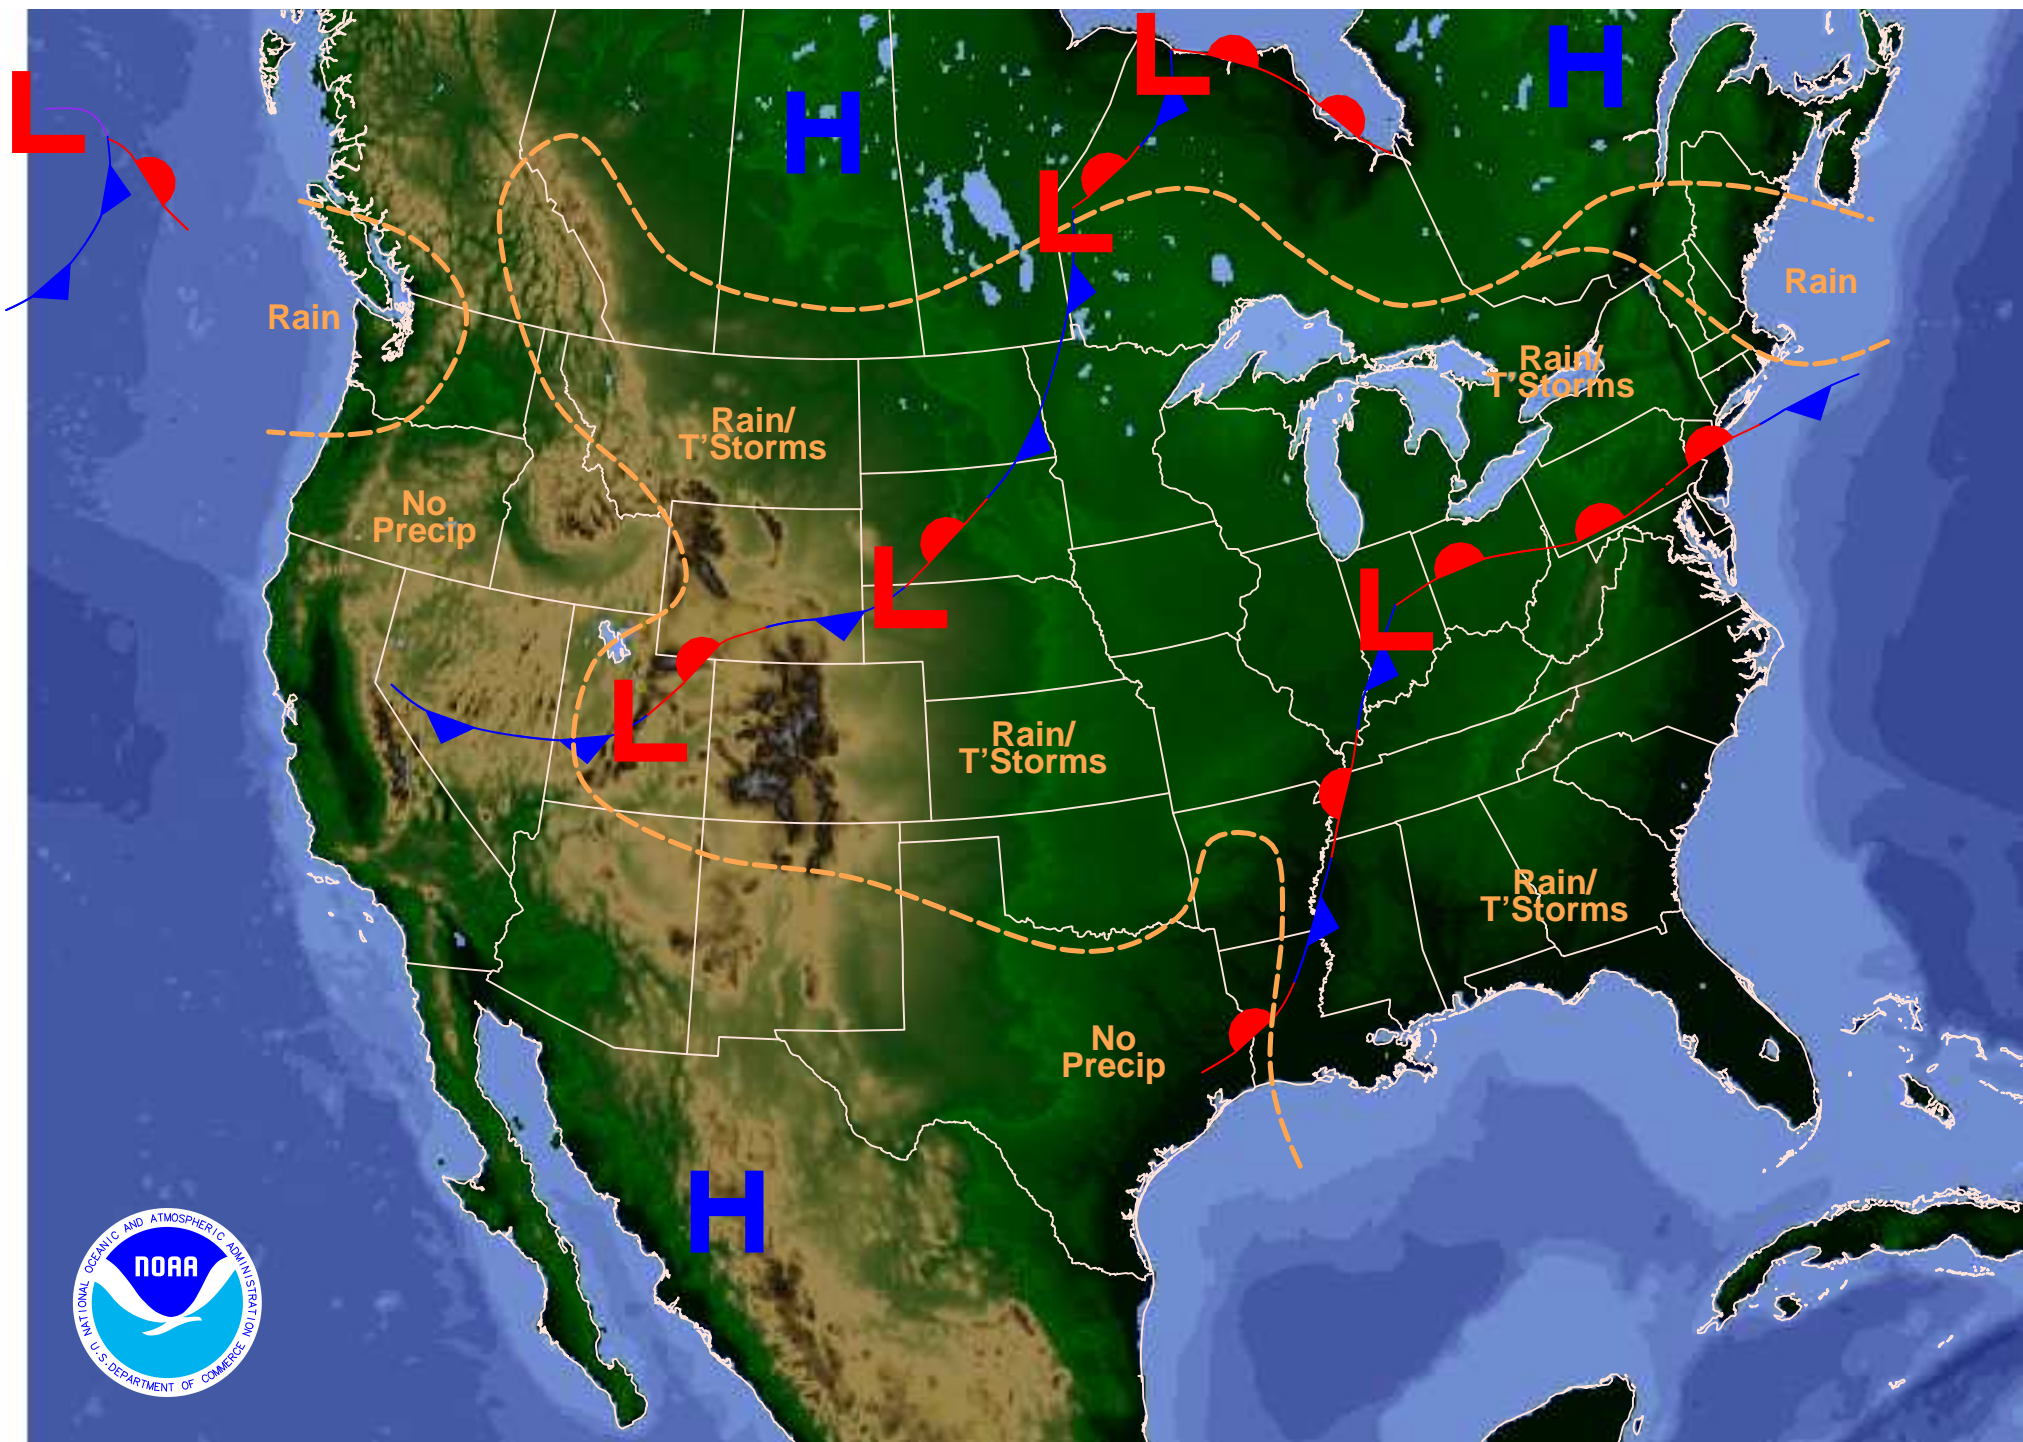 L
H
H
L
L
Rain
Rain
Rain/
T'Storms
Rain/
T'Storms
No
Precip
L
L
L
Rain/
T'Storms
Rain/
T'Storms
No
Precip
H
NATIONAL OCEANIC AND ATMOSPHERIC ADMINISTRATION
NOAA
U.S. DEPARTMENT OF COMMERCE